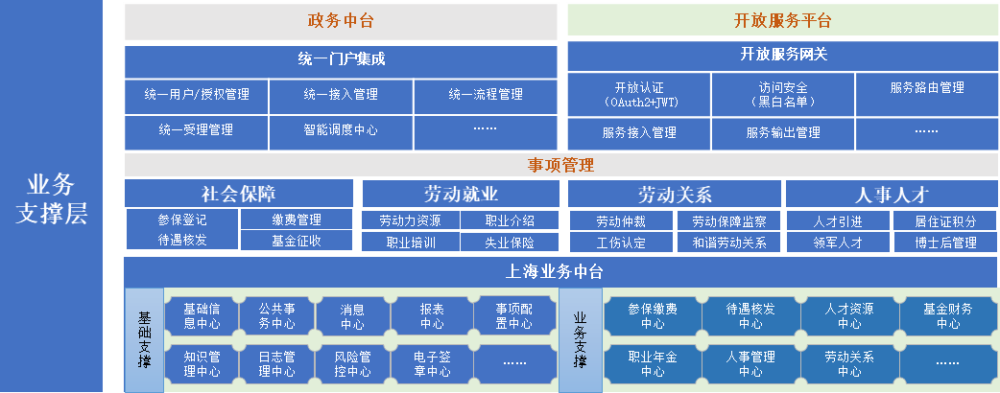 业务
支撑层
政务中台
统一门户集成
统一用户/授权管理
统一接入管理
统一流程管理
统一受理管理
智能调度中心
……
开放服务平台
开放服务网关
开放认证
（OAuth2+JWT)
访问安全
（黑白名单）
服务路由管理
服务接入管理
服务输出管理
……
事项管理
社会保障
参保登记
缴费管理
待遇核发
基金征收
劳动就业
劳动力资源
职业介绍
职业培训
失业保险
劳动关系
劳动仲裁
劳动保障监察
工伤认定
和谐劳动关系
人事人才
人才引进
居住证积分
领军人才
博士后管理
上海业务中台
基础支撑
基础信
息中心
公共事
务中心
消息
中心
报表
中心
事项配
置中心
知识管
理中心
日志管
理中心
风险管
控中心
电子签
章中心
……
业务支撑
参保缴费
中心
待遇核发
中心
人才资源
中心
基金财务
中心
职业年金
中心
人事管理
中心
劳动关系
中心
……